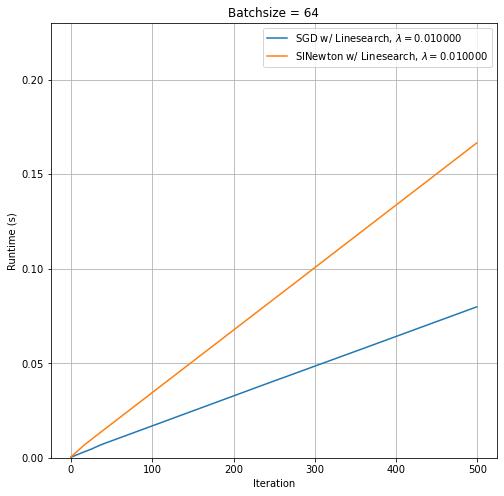 Batchsize = 64
SGD w/ Linesearch, λ = 0.010000
SINewton w/ Linesearch, λ = 0.010000
Runtime (s)
0.20
0.15
0.10
0.05
0.00
0 100 200 300 400 500
Iteration